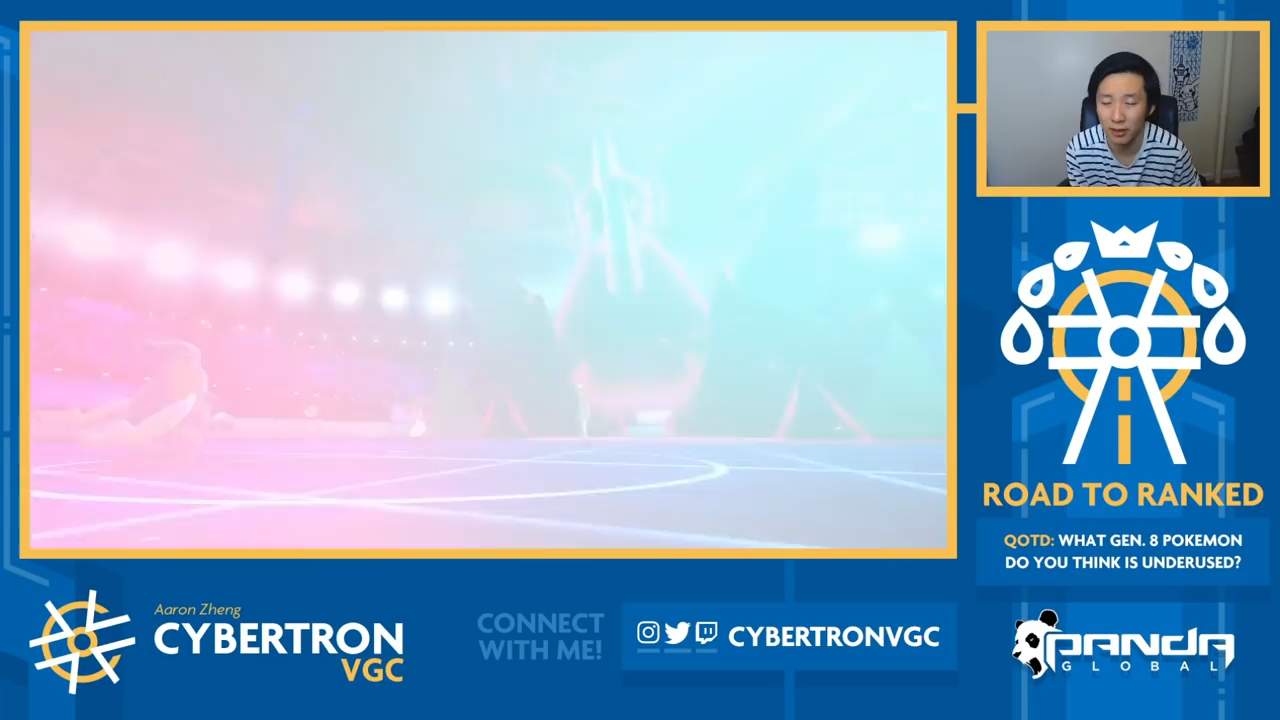 ROAD TO RANKED
QOTD: WHAT GEN. 8 POKEMON
DO YOU THINK IS UNDERUSED?
Aaron Zheng
CYBERTRON
VGC
CONNECT
WITH ME!
CYBERTRONVGC
PANDA
GLOBAL